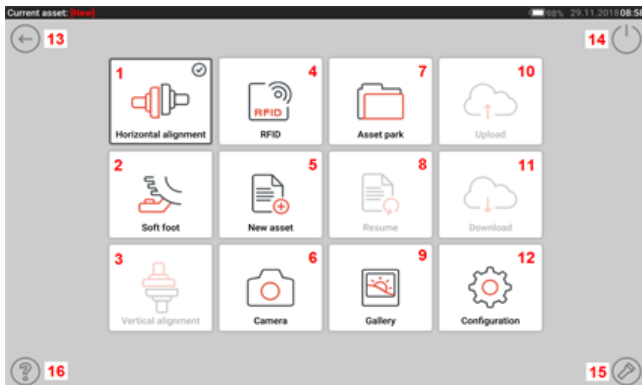 Current asset: [New] 98% 29.11.2018 08:58
13 14
1 4 7 10
RFID
Horizontal alignment RFID Asset park Upload
2 5 8 11
Soft foot New asset Resume Download
3 6 9 12
Vertical alignment Camera Gallery Configuration
? 16 15